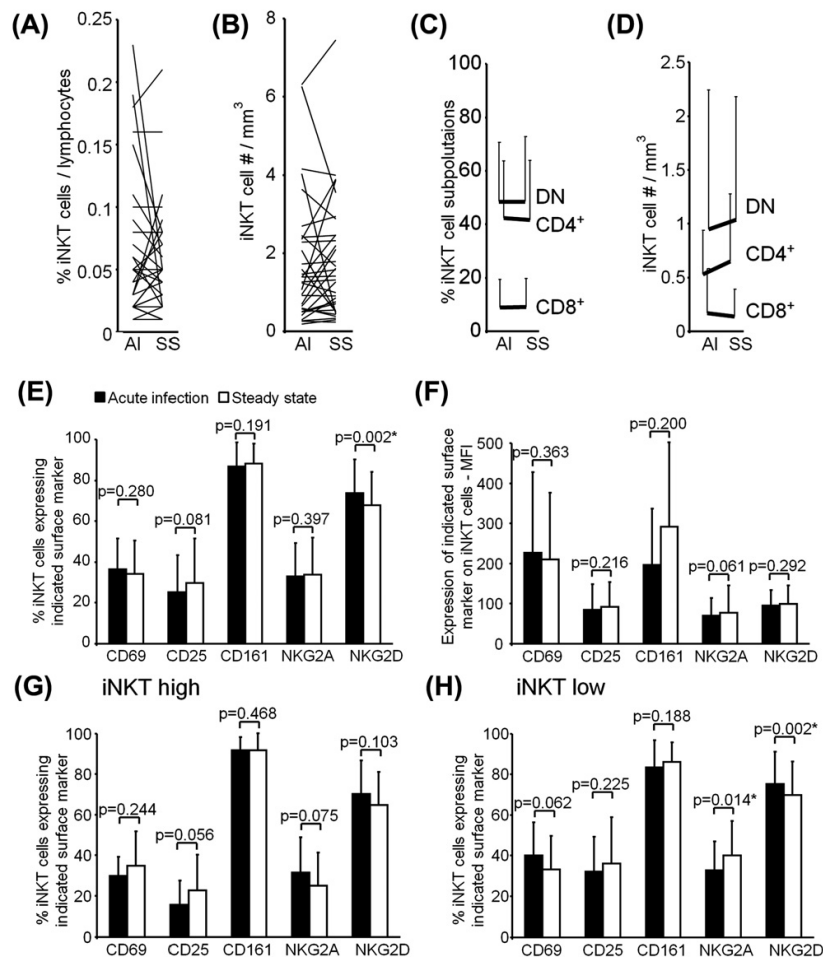 (A)
% iNKT cells / lymphocytes
0.25
0.2
0.15
0.1
0.05
0
AI SS
(B)
iNKT cell # / mm3
8
6
4
2
0
AI SS
(C)
% iNKT cell subpolutaions
100
80
60
40
20
0
DN
CD4+
CD8+
AI SS
(D)
iNKT cell # / mm3
2.5
2
1.5
1
0.5
0
DN
CD4+
CD8+
AI SS
(E)
Acute infection Steady state
% iNKT cells expressing
indicated surface marker
100
80
60
40
20
0
p=0.280
p=0.081
p=0.191
p=0.397
p=0.002*
CD69 CD25 CD161 NKG2A NKG2D
(F)
Expression of indicated surface
marker on iNKT cells - MFI
500
400
300
200
100
0
p=0.363
p=0.216
p=0.200
p=0.061
p=0.292
CD69 CD25 CD161 NKG2A NKG2D
(G) iNKT high
% iNKT cells expressing
indicated surface marker
100
80
60
40
20
0
p=0.244
p=0.056
p=0.468
p=0.075
p=0.103
CD69 CD25 CD161 NKG2A NKG2D
(H) iNKT low
% iNKT cells expressing
indicated surface marker
100
80
60
40
20
0
p=0.062
p=0.225
p=0.188
p=0.014*
p=0.002*
CD69 CD25 CD161 NKG2A NKG2D